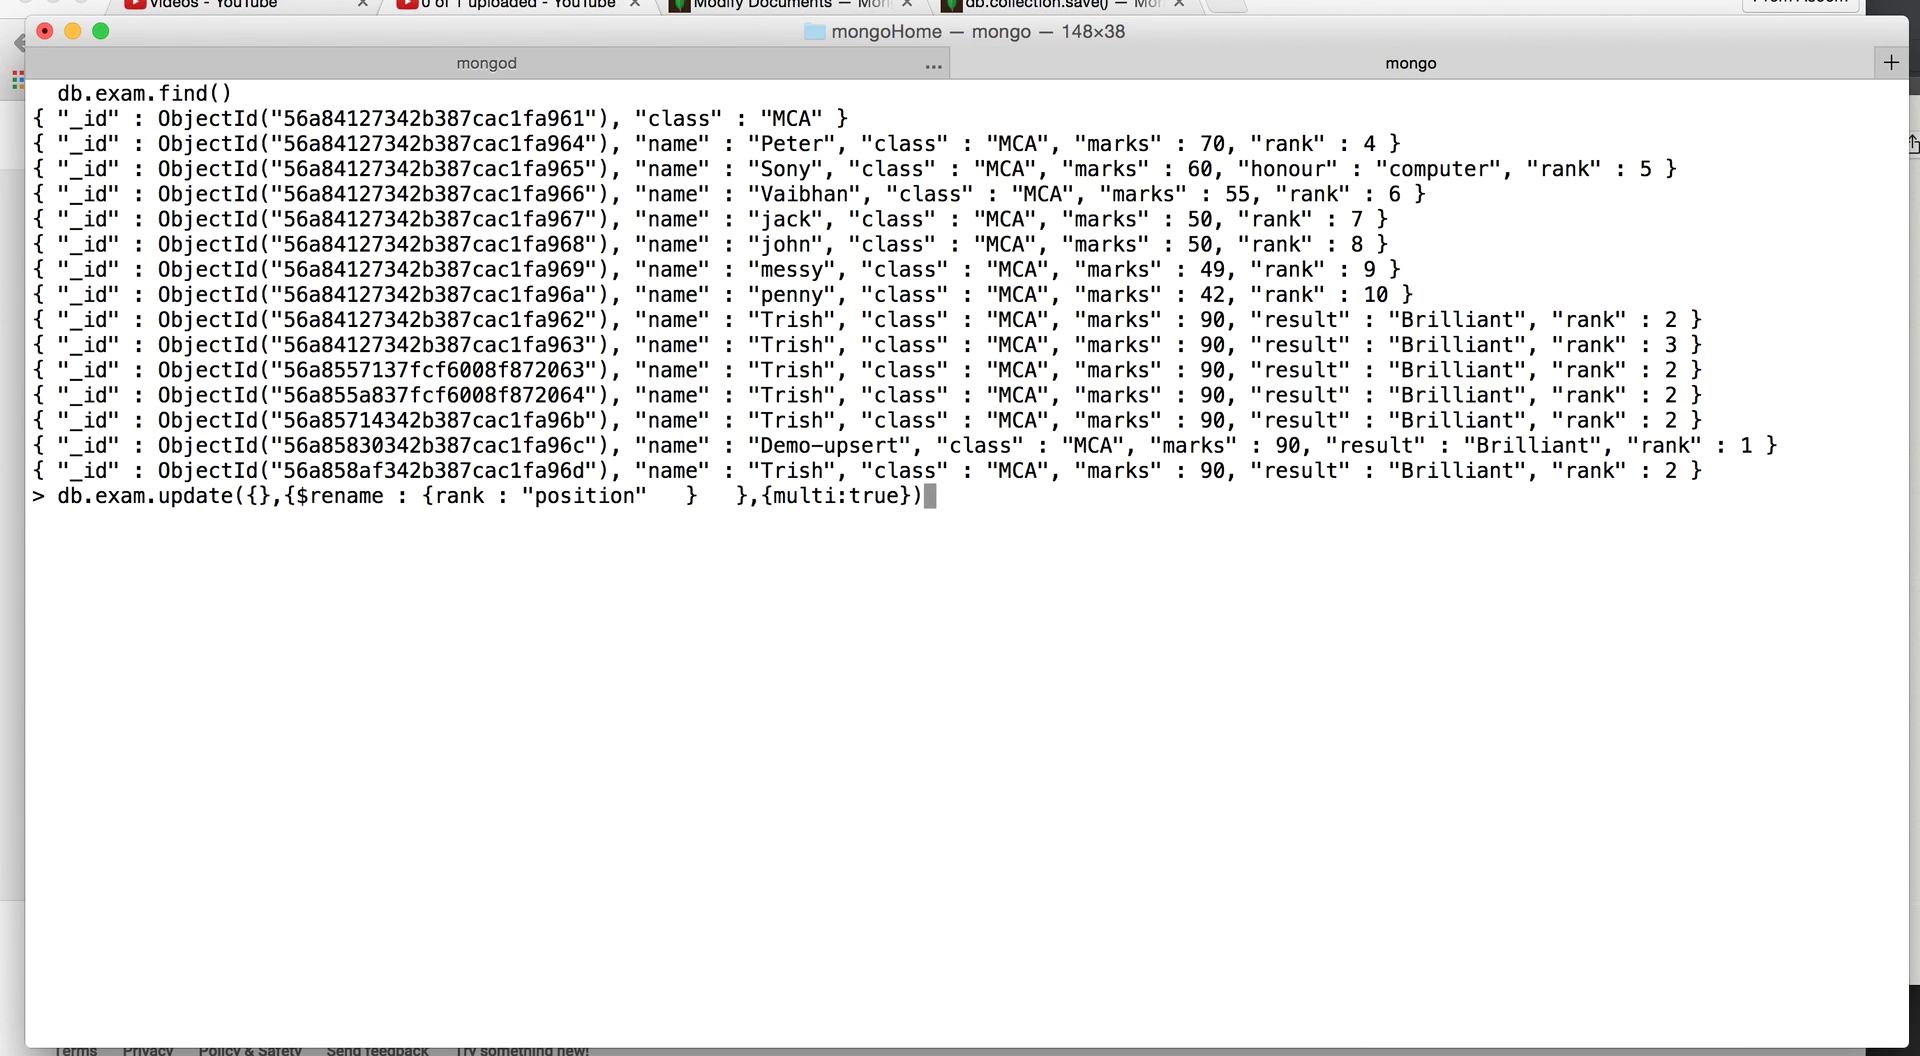 Videos - YouTube
0 of 1 uploaded - YouTube
Modify Documents — Mon
db.collection.save() — Mon
mongoHome — mongo — 148×38
mongod
...
mongo
+
db.exam.find()
{ "_id" : ObjectId("56a84127342b387cac1fa961"), "class" : "MCA" }
{ "_id" : ObjectId("56a84127342b387cac1fa964"), "name" : "Peter", "class" : "MCA", "marks" : 70, "rank" : 4 }
{ "_id" : ObjectId("56a84127342b387cac1fa965"), "name" : "Sony", "class" : "MCA", "marks" : 60, "honour" : "computer", "rank" : 5 }
{ "_id" : ObjectId("56a84127342b387cac1fa966"), "name" : "Vaibhan", "class" : "MCA", "marks" : 55, "rank" : 6 }
{ "_id" : ObjectId("56a84127342b387cac1fa967"), "name" : "jack", "class" : "MCA", "marks" : 50, "rank" : 7 }
{ "_id" : ObjectId("56a84127342b387cac1fa968"), "name" : "john", "class" : "MCA", "marks" : 50, "rank" : 8 }
{ "_id" : ObjectId("56a84127342b387cac1fa969"), "name" : "messy", "class" : "MCA", "marks" : 49, "rank" : 9 }
{ "_id" : ObjectId("56a84127342b387cac1fa96a"), "name" : "penny", "class" : "MCA", "marks" : 42, "rank" : 10 }
{ "_id" : ObjectId("56a84127342b387cac1fa962"), "name" : "Trish", "class" : "MCA", "marks" : 90, "result" : "Brilliant", "rank" : 2 }
{ "_id" : ObjectId("56a84127342b387cac1fa963"), "name" : "Trish", "class" : "MCA", "marks" : 90, "result" : "Brilliant", "rank" : 3 }
{ "_id" : ObjectId("56a8557137fcf6008f872063"), "name" : "Trish", "class" : "MCA", "marks" : 90, "result" : "Brilliant", "rank" : 2 }
{ "_id" : ObjectId("56a855a837fcf6008f872064"), "name" : "Trish", "class" : "MCA", "marks" : 90, "result" : "Brilliant", "rank" : 2 }
{ "_id" : ObjectId("56a85714342b387cac1fa96b"), "name" : "Trish", "class" : "MCA", "marks" : 90, "result" : "Brilliant", "rank" : 2 }
{ "_id" : ObjectId("56a85830342b387cac1fa96c"), "name" : "Demo-upsert", "class" : "MCA", "marks" : 90, "result" : "Brilliant", "rank" : 1 }
{ "_id" : ObjectId("56a858af342b387cac1fa96d"), "name" : "Trish", "class" : "MCA", "marks" : 90, "result" : "Brilliant", "rank" : 2 }
> db.exam.update({},{$rename : {rank : "position"   }   },{multi:true})
Terms Privacy Policy & Safety Send feedback Try something new!